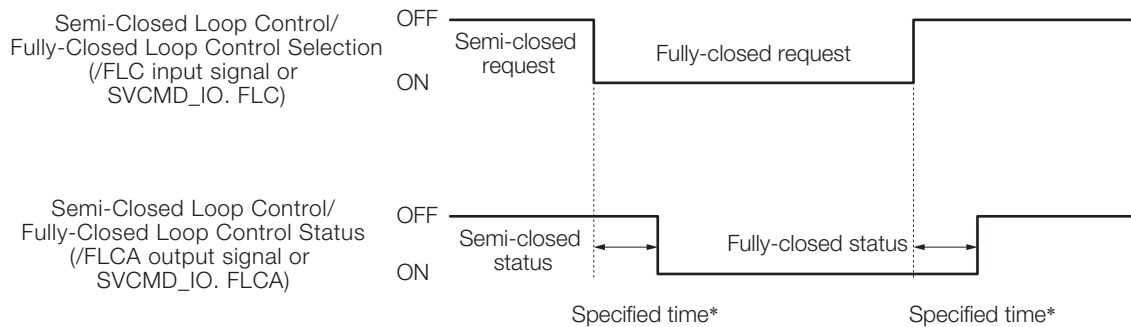 Semi-Closed Loop Control/
Fully-Closed Loop Control Selection
(/FLC input signal or
SVCMD_IO. FLC)
OFF
ON
Semi-closed
request
Fully-closed request
Semi-Closed Loop Control/
Fully-Closed Loop Control Status
(/FLCA output signal or
SVCMD_IO. FLCA)
OFF
ON
Semi-closed
status
Fully-closed status
Specified time*
Specified time*